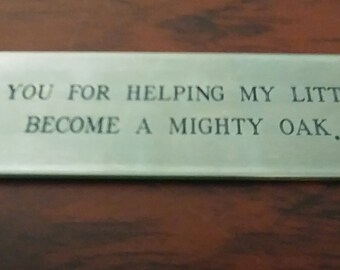 YOU FOR HELPING MY LITT
BECOME A MIGHTY OAK.